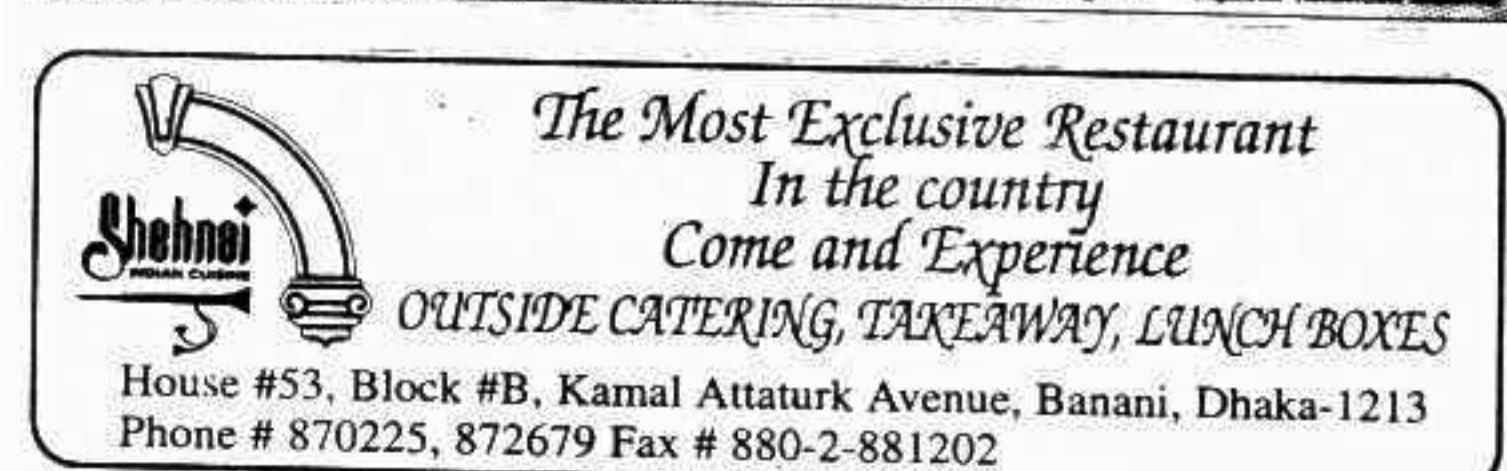 The Most Exclusive Restaurant
In the country
Come and Experience
Shehnai
INDIAN CUISINE
OUTSIDE CATERING, TAKEAWAY, LUNCH BOXES
House #53, Block #B, Kamal Attaturk Avenue, Banani, Dhaka-1213
Phone # 870225, 872679 Fax # 880-2-881202